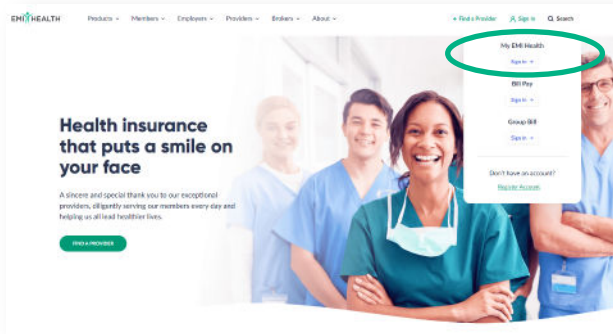 EMI HEALTH
Products Members Employers Providers Brokers About
Find a Provider Sign In Search
My EMI Health
Sign In
Bill Pay
Sign In
Group Bill
Sign In
Don't have an account?
Register Account
Health insurance
that puts a smile on
your face
A sincere and special thank you to our exceptional
providers, diligently serving our members every day and
helping us all lead healthier lives.
FIND A PROVIDER